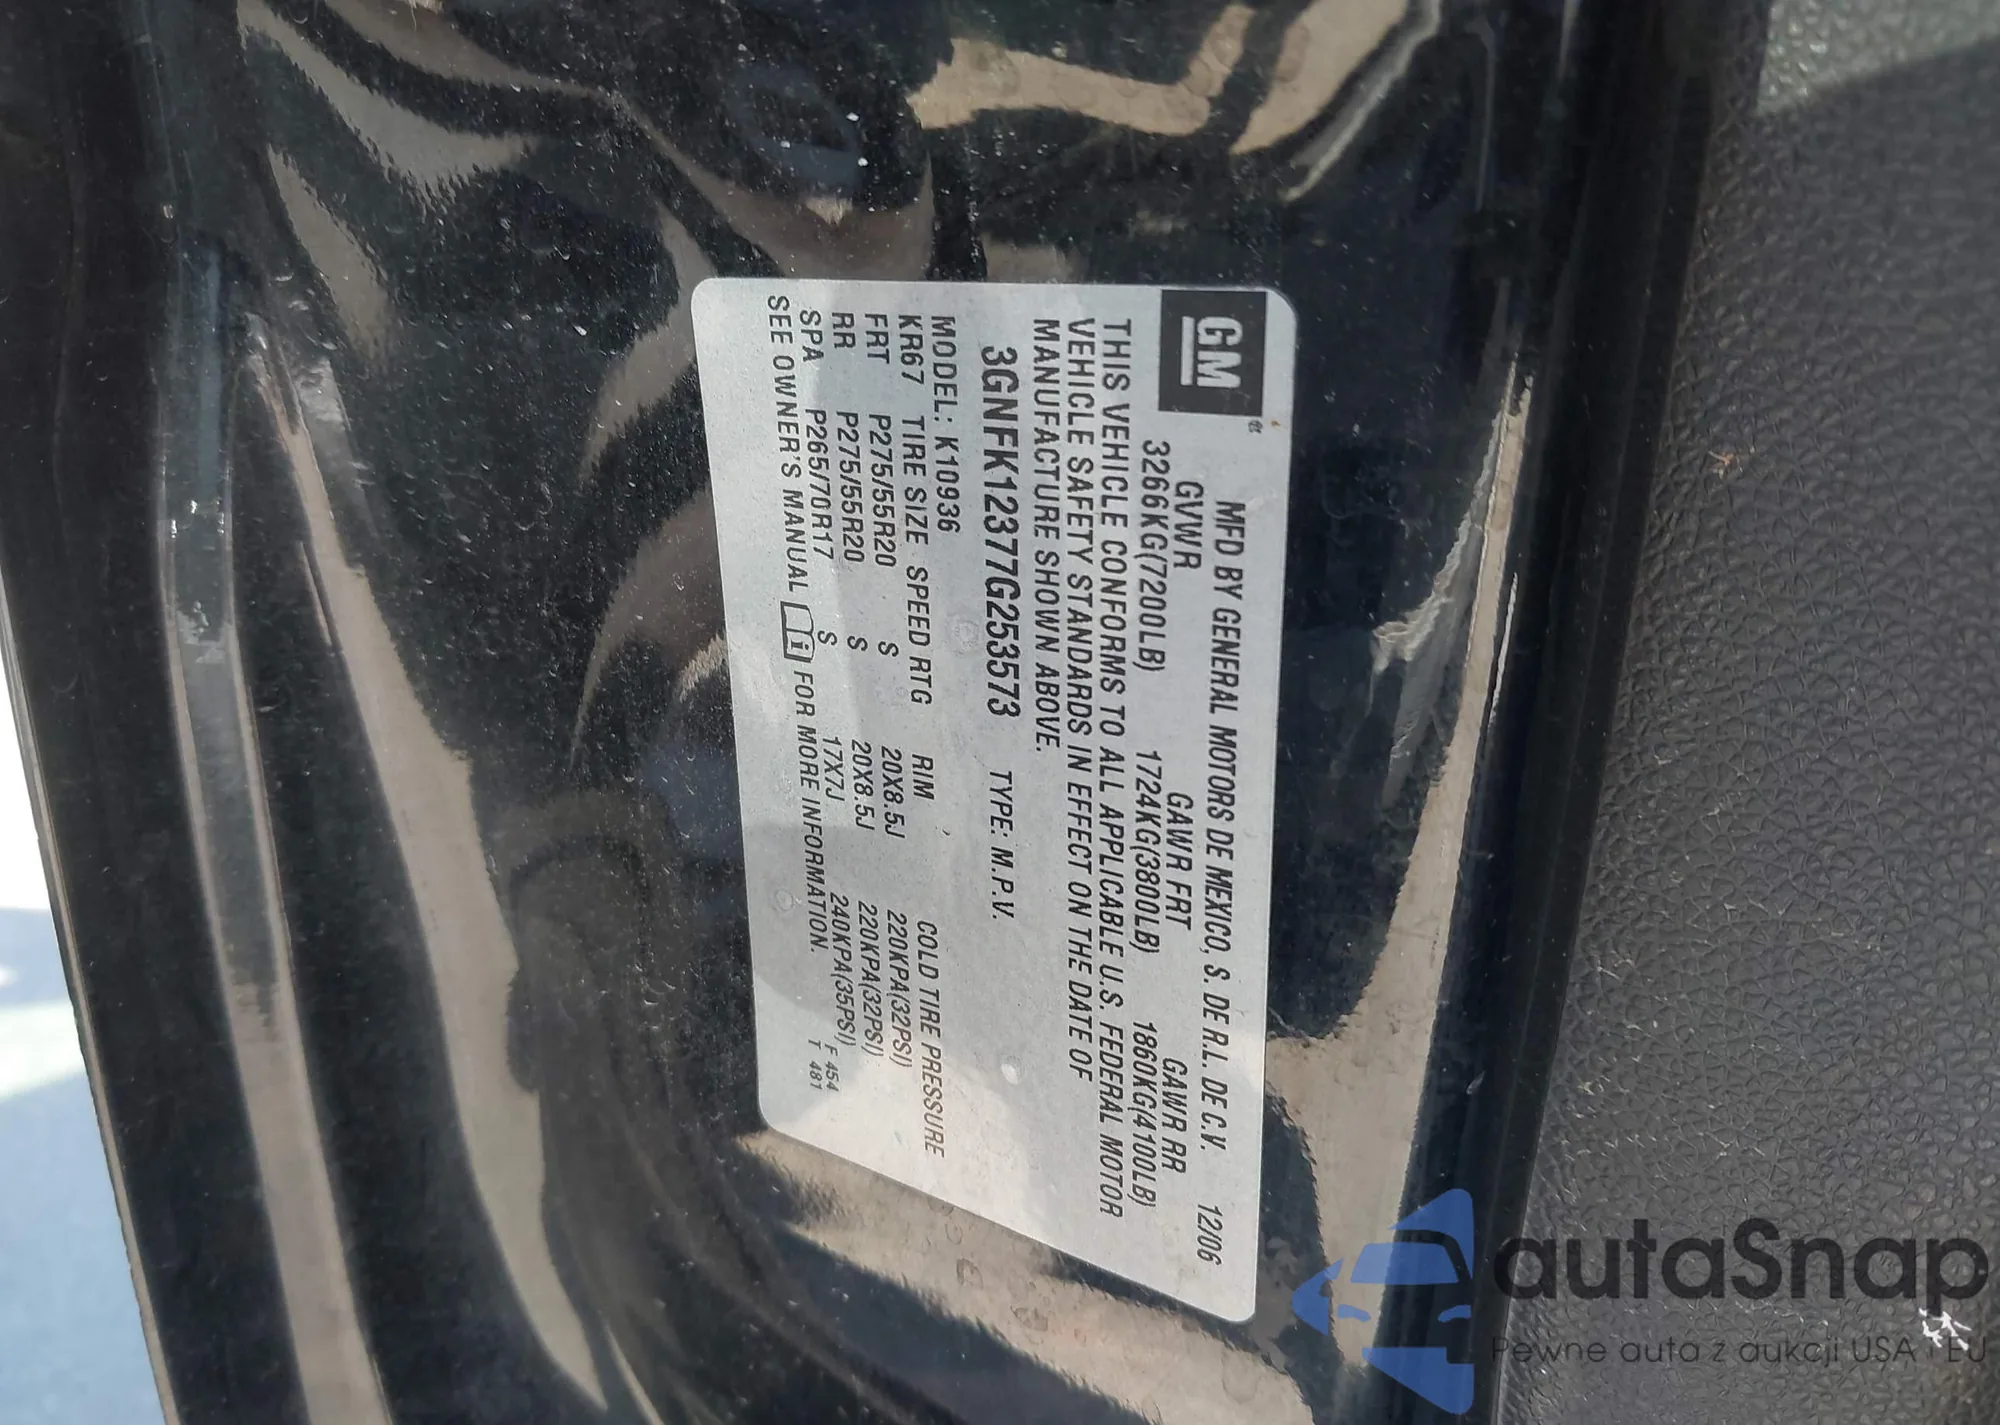 GM
MFD BY GENERAL MOTORS DE MEXICO, S. DE R.L. DE C.V. 12/06
GVWR GAWR FRT GAWR RR
3266KG(7200LB) 1724KG(3800LB) 1860KG(4100LB)
THIS VEHICLE CONFORMS TO ALL APPLICABLE U.S. FEDERAL MOTOR
VEHICLE SAFETY STANDARDS IN EFFECT ON THE DATE OF
MANUFACTURE SHOWN ABOVE.
3GNFK12377G253573 TYPE: M.P.V.
MODEL: K10936
KR67 TIRE SIZE SPEED RTG RIM COLD TIRE PRESSURE
FRT P275/55R20 S 20X8.5J 220KPA(32PSI)
RR P275/55R20 S 20X8.5J 220KPA(32PSI)
SPA P265/70R17 S 17X7J 240KPA(35PSI)
SEE OWNER'S MANUAL i FOR MORE INFORMATION.
F 454
T 481
autaSnap
Pewne auta z aukcji USA i EU